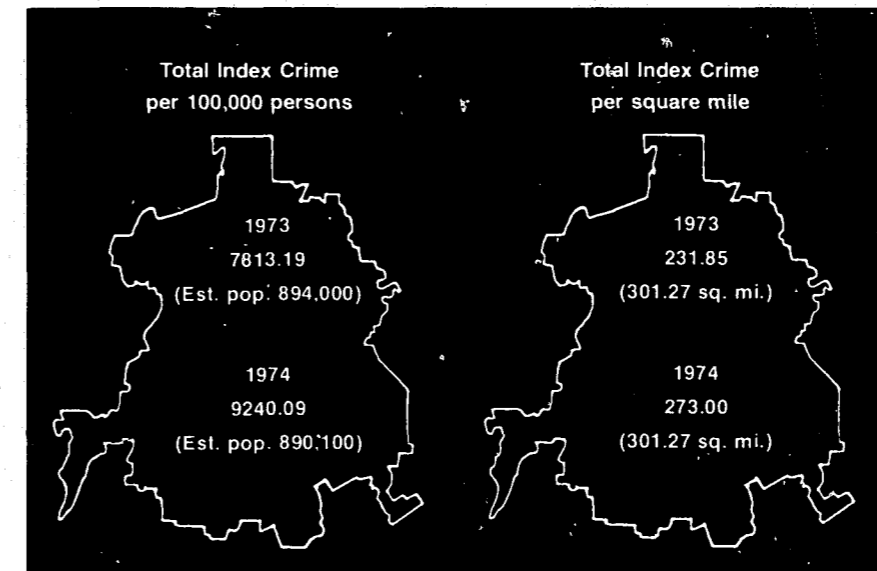 Total Index Crime
per 100,000 persons
1973
7813.19
(Est. pop. 894,000)
1974
9240.09
(Est. pop. 890,100)
Total Index Crime
per square mile
1973
231.85
(301.27 sq. mi.)
1974
273.00
(301.27 sq. mi.)